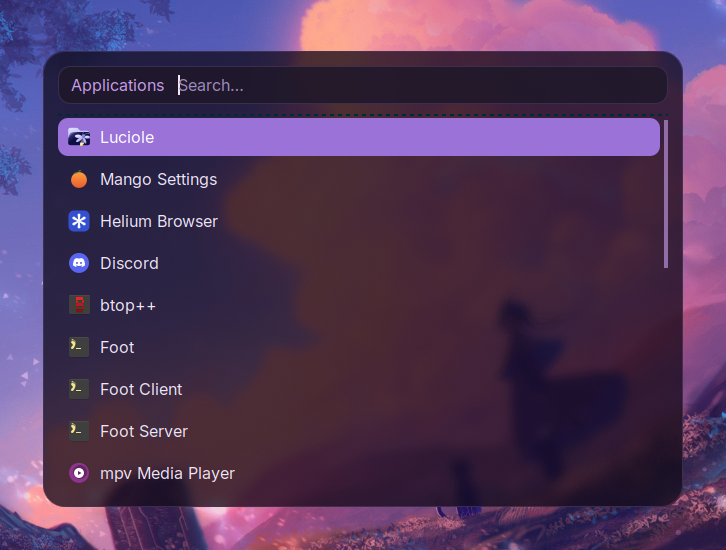 Applications Search...
Luciole
Mango Settings
Helium Browser
Discord
btop++
Foot
Foot Client
Foot Server
mpv Media Player